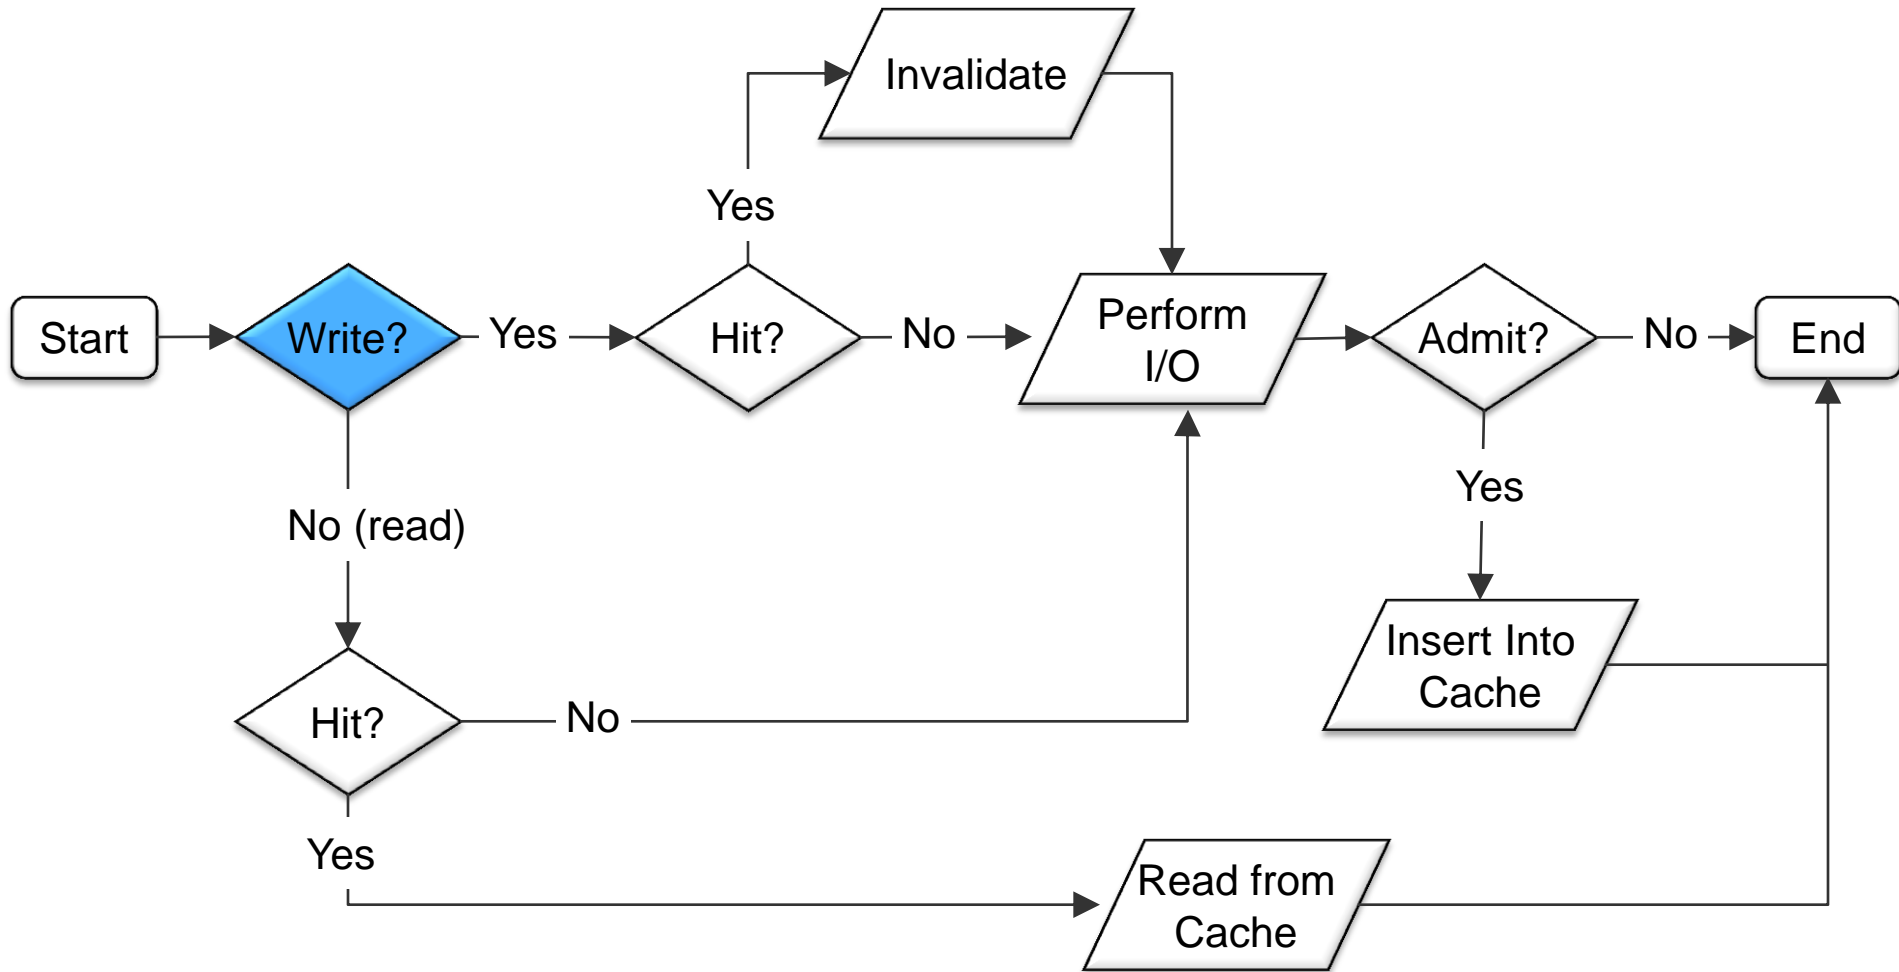 Invalidate
Yes
Start
Write?
Yes
Hit?
No
Perform
I/O
Admit?
No
End
Yes
No (read)
Insert Into
Cache
Hit?
No
Yes
Read from
Cache